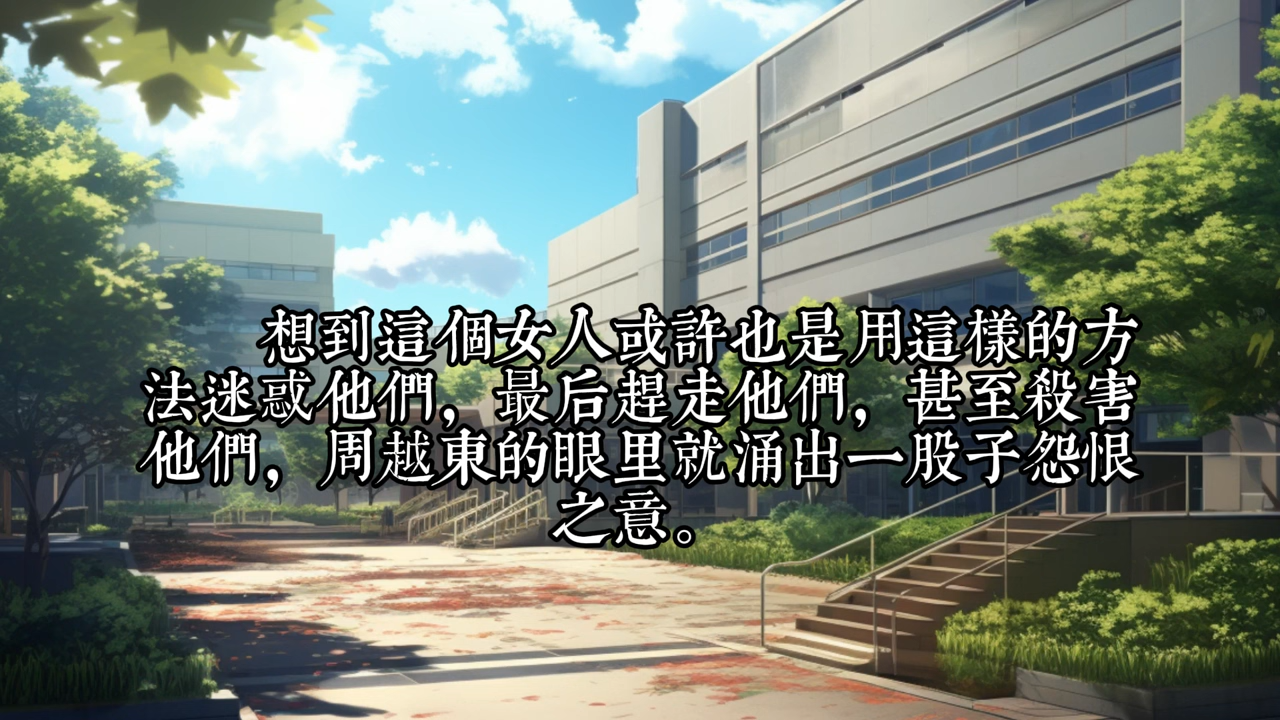 想到這個女人或許也是用這樣的方
法迷惑他們，最后趕走他們，甚至殺害
他們，周越東的眼里就涌出一股子怨恨
之意。